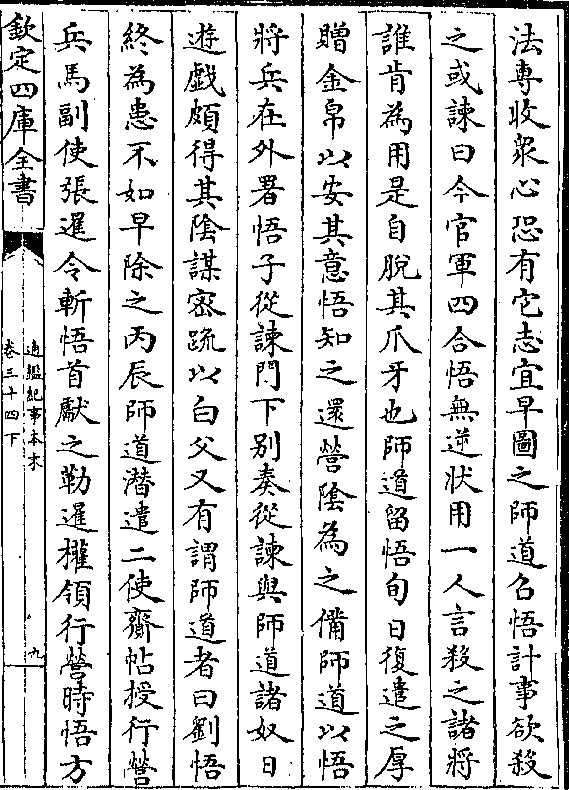 法專收衆心恐有它志宜早圖之師道召悟計事欲殺
之或諫曰今官軍四合悟無逆狀用一人言殺之諸將
誰肯為用是自脫其爪牙也師道留悟旬日復遣之厚
贈金帛以安其意悟知之還營陰為之備師道以悟
將兵在外署悟子從諫門下别奏從諫與師道諸奴日
遊戯頗得其陰謀宻疏以白父又有謂師道者曰劉悟
終為患不如早除之丙辰師道潜遣二使齎帖授行營
兵馬副使張暹令斬悟首獻之勒暹權領行營時悟方
欽定四庫全書
通鑑紀事本末
卷三十四下
九